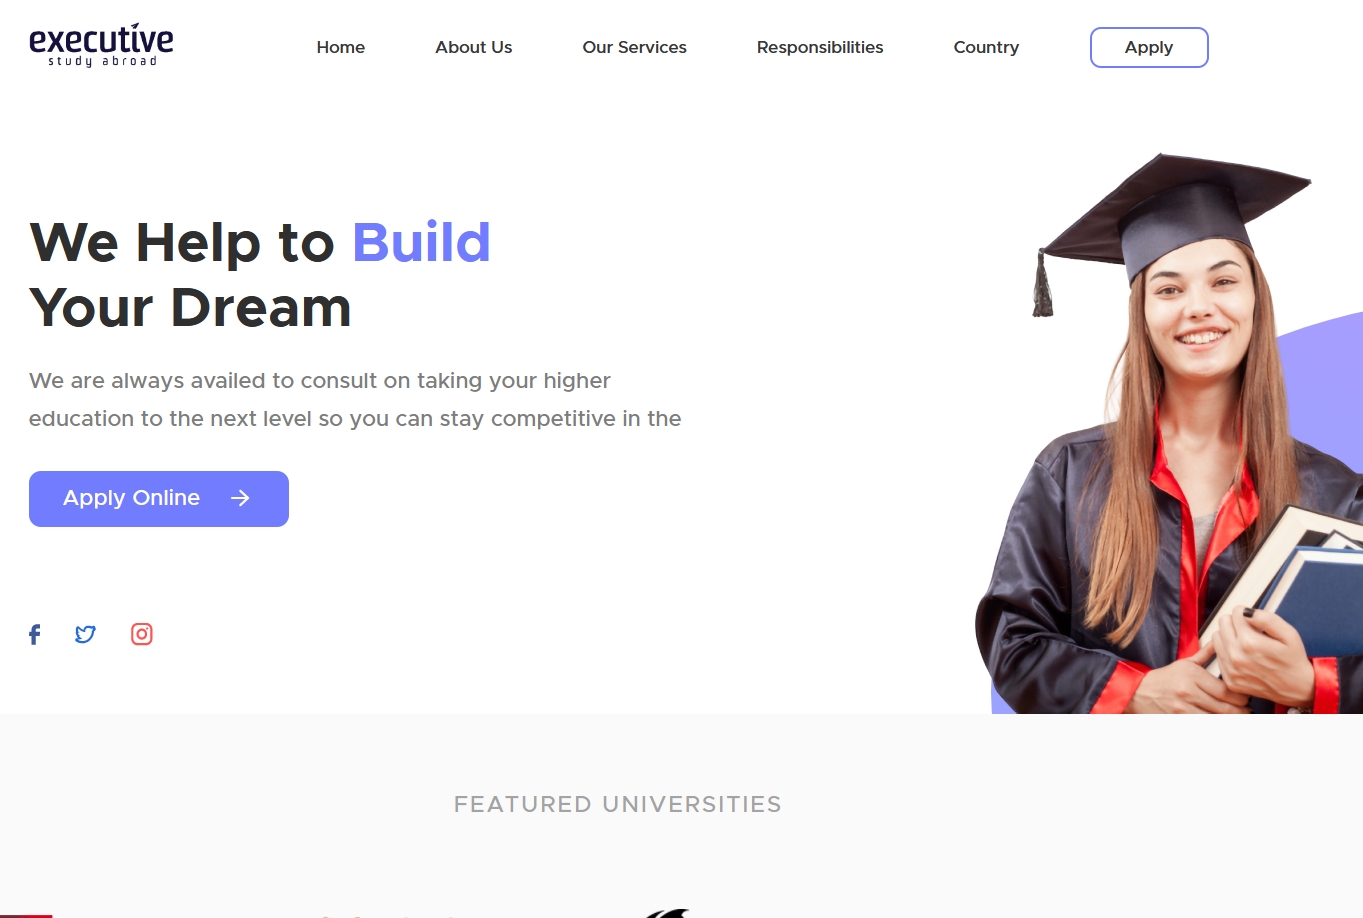 executive
study abroad
Home
About Us
Our Services
Responsibilities
Country
Apply
We Help to Build
Your Dream
We are always availed to consult on taking your higher
education to the next level so you can stay competitive in the
Apply Online
FEATURED UNIVERSITIES